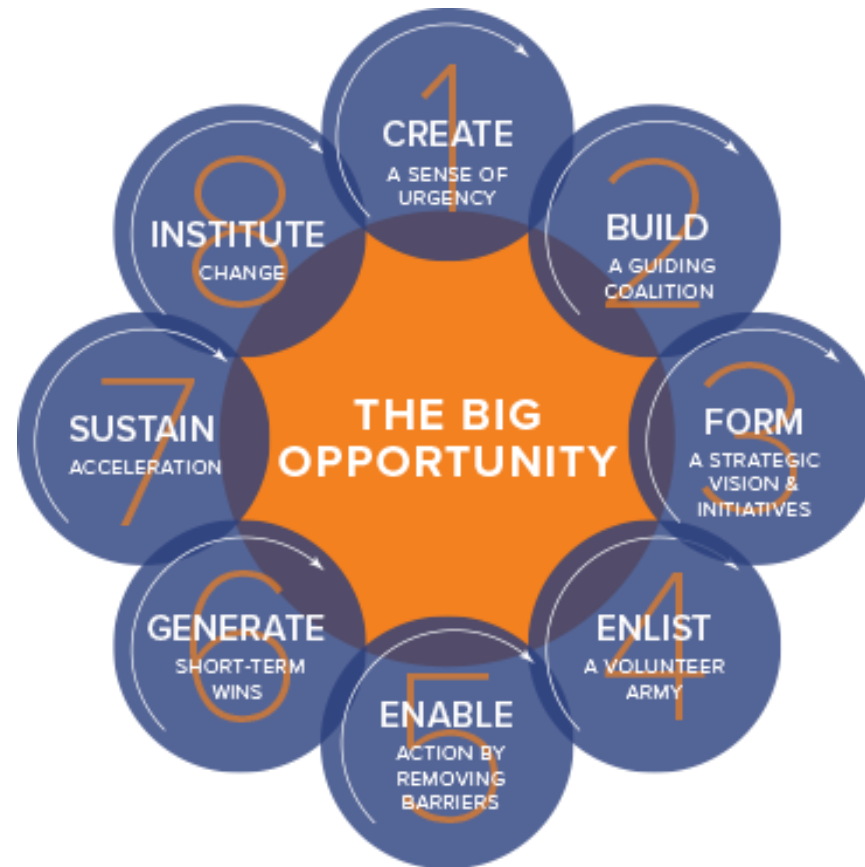 1
CREATE
A SENSE OF
URGENCY
2
BUILD
A GUIDING
COALITION
3
FORM
A STRATEGIC
VISION &
INITIATIVES
4
ENLIST
A VOLUNTEER
ARMY
5
ENABLE
ACTION BY
REMOVING
BARRIERS
6
GENERATE
SHORT-TERM
WINS
7
SUSTAIN
ACCELERATION
8
INSTITUTE
CHANGE
THE BIG
OPPORTUNITY